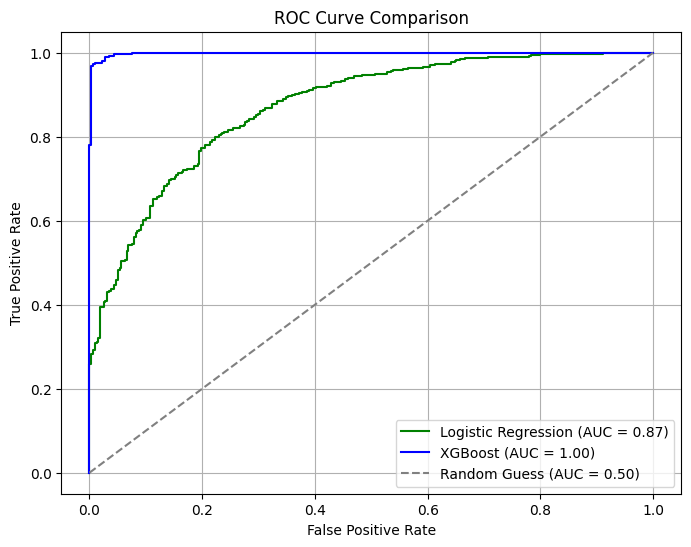 ROC Curve Comparison
True Positive Rate
1.0
0.8
0.6
0.4
0.2
0.0
0.0 0.2 0.4 0.6 0.8 1.0
False Positive Rate
Logistic Regression (AUC = 0.87)
XGBoost (AUC = 1.00)
Random Guess (AUC = 0.50)